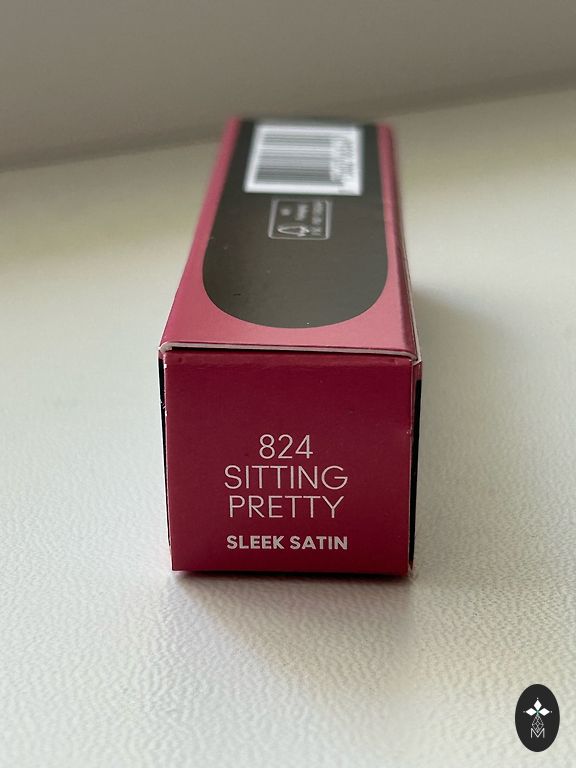 824
SITTING
PRETTY
SLEEK SATIN
M